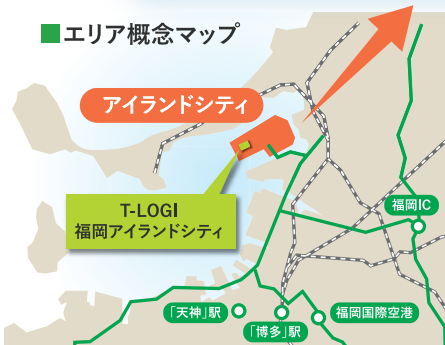 ■エリア概念マップ
アイランドシティ
T-LOGI
福岡アイランドシティ
福岡IC
「天神」駅
「博多」駅
福岡国際空港